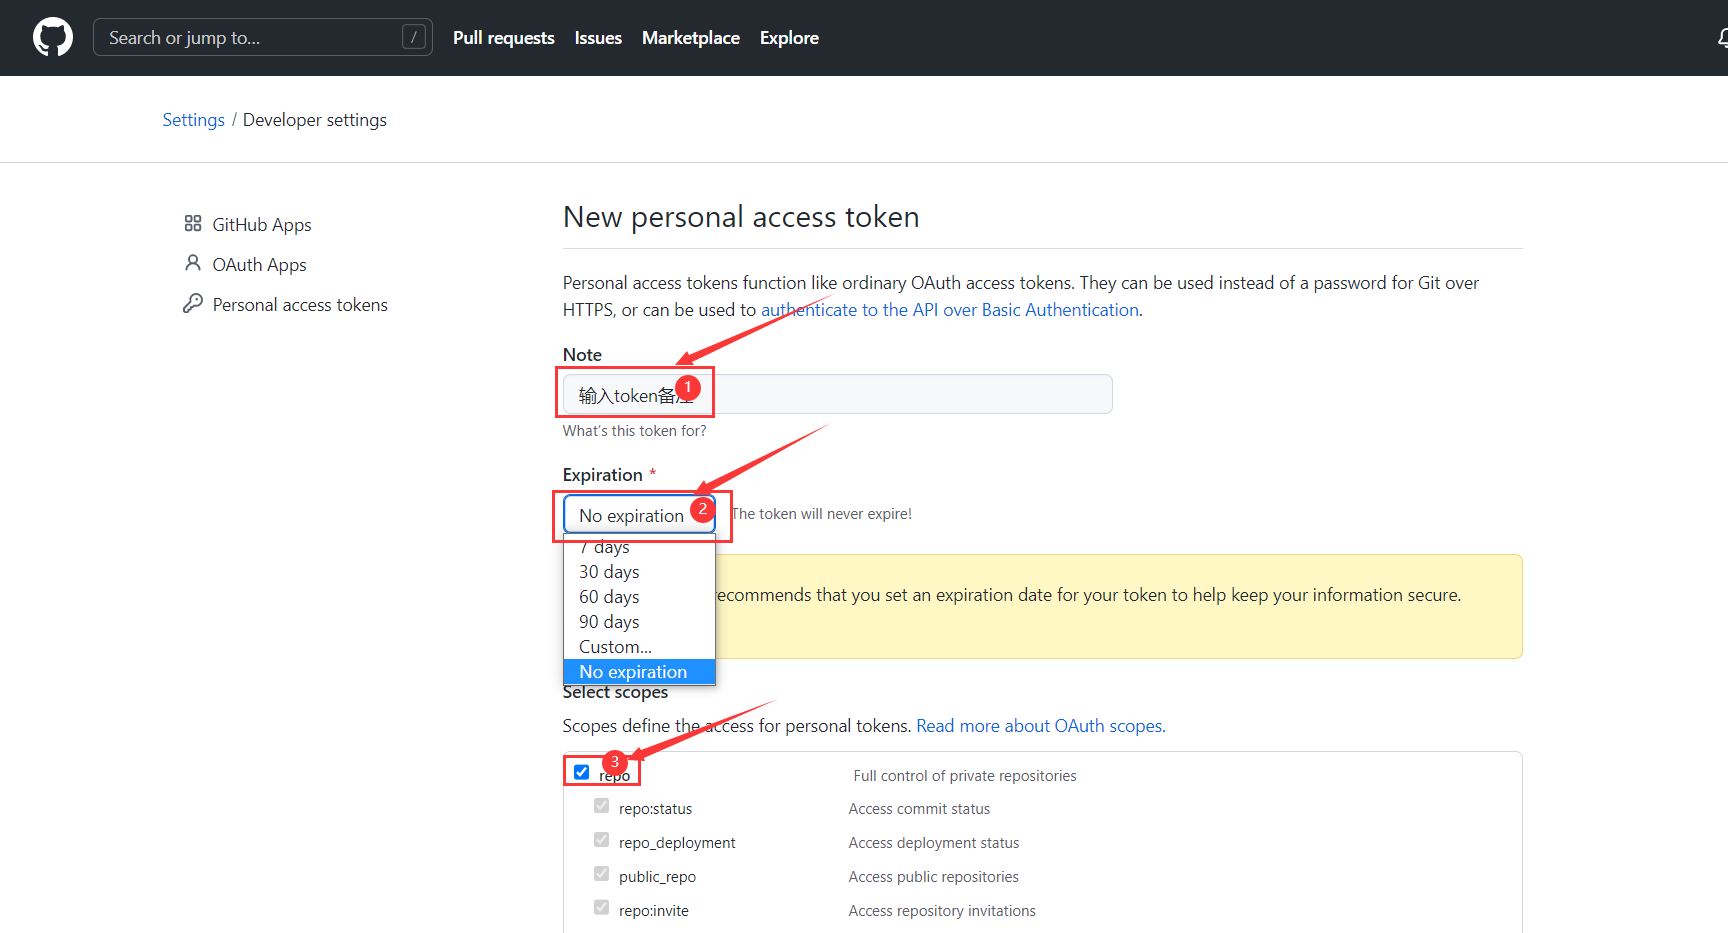 Search or jump to... / Pull requests Issues Marketplace Explore
Settings / Developer settings
GitHub Apps
OAuth Apps
Personal access tokens
New personal access token
Personal access tokens function like ordinary OAuth access tokens. They can be used instead of a password for Git over
HTTPS, or can be used to authenticate to the API over Basic Authentication.
Note
输入token备 1
What's this token for?
Expiration *
No expiration 2 The token will never expire!
7 days
30 days
60 days
90 days
Custom...
No expiration
recommends that you set an expiration date for your token to help keep your information secure.
Select scopes
Scopes define the access for personal tokens. Read more about OAuth scopes.
3
repo Full control of private repositories
repo:status Access commit status
repo_deployment Access deployment status
public_repo Access public repositories
repo:invite Access repository invitations